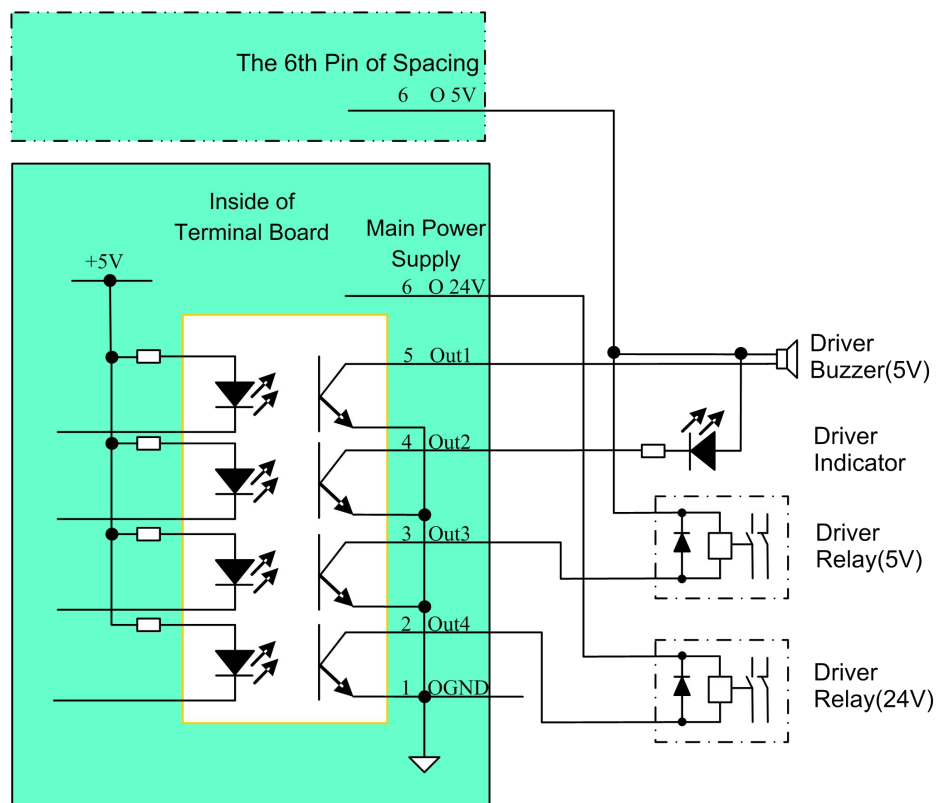 The 6th Pin of Spacing
6 O 5V
Inside of
Terminal Board
Main Power
Supply
+5V
6 O 24V
5 Out1
Driver
Buzzer(5V)
4 Out2
Driver
Indicator
3 Out3
Driver
Relay(5V)
2 Out4
1 OGND
Driver
Relay(24V)